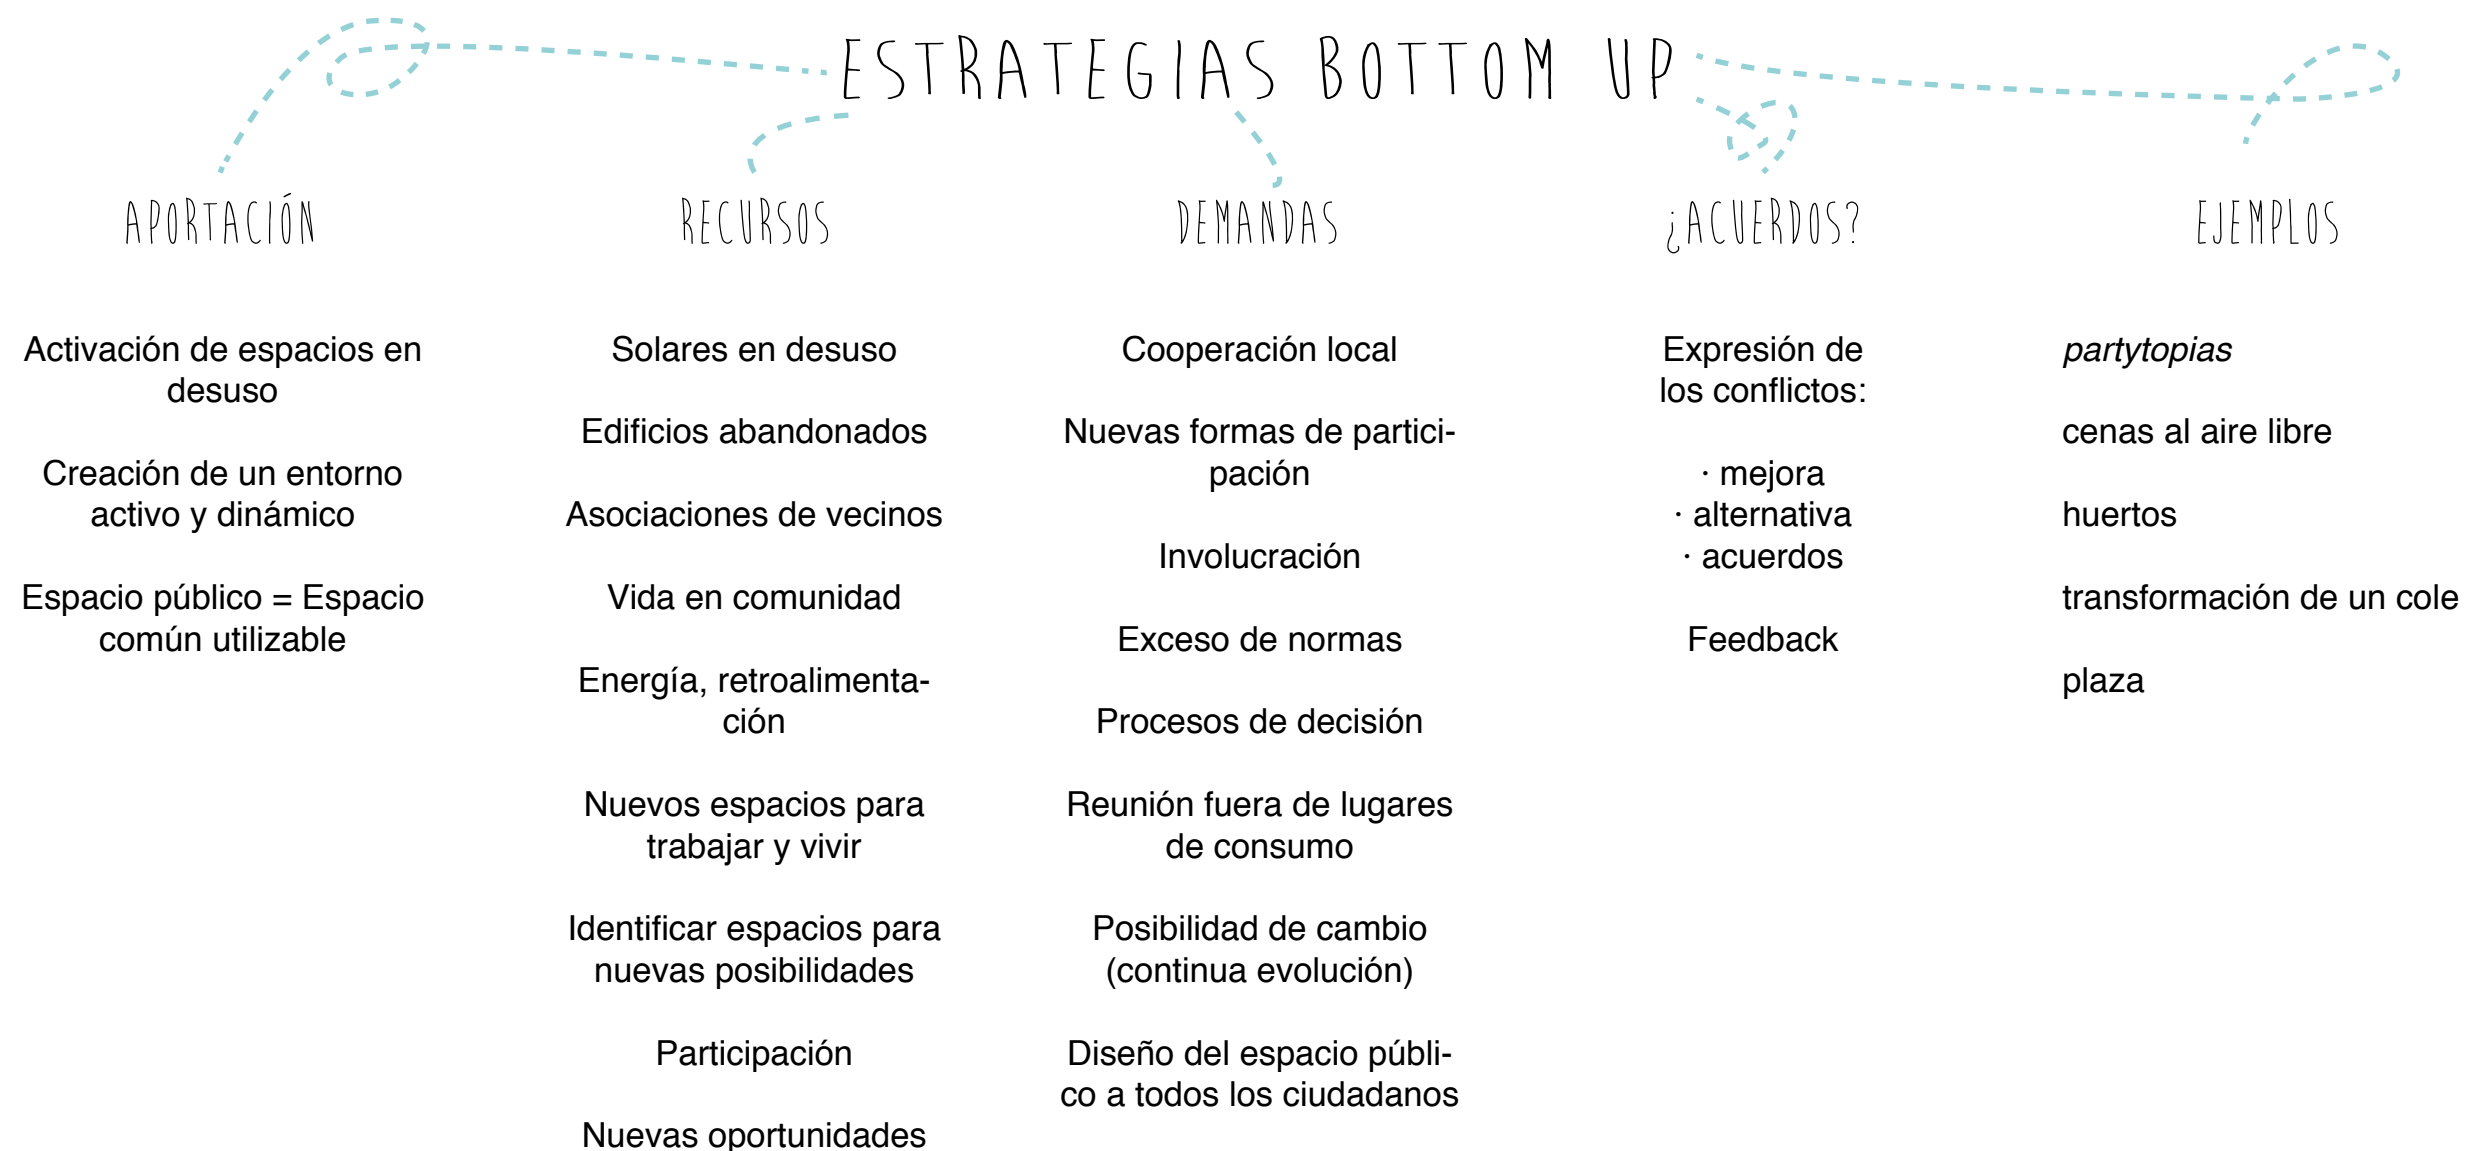 ESTRATEGIAS BOTTOM UP
APORTACIÓN
Activación de espacios en
desuso
Creación de un entorno
activo y dinámico
Espacio público = Espacio
común utilizable
RECURSOS
Solares en desuso
Edificios abandonados
Asociaciones de vecinos
Vida en comunidad
Energía, retroalimenta-
ción
Nuevos espacios para
trabajar y vivir
Identificar espacios para
nuevas posibilidades
Participación
Nuevas oportunidades
DEMANDAS
Cooperación local
Nuevas formas de partici-
pación
Involucración
Exceso de normas
Procesos de decisión
Reunión fuera de lugares
de consumo
Posibilidad de cambio
(continua evolución)
Diseño del espacio públi-
co a todos los ciudadanos
¿ACUERDOS?
Expresión de
los conflictos:
· mejora
· alternativa
· acuerdos
Feedback
EJEMPLOS
partytopias
cenas al aire libre
huertos
transformación de un cole
plaza